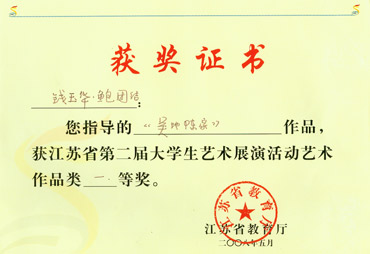 获奖证书
钱玉华·鲍国强:
您指导的《吴地陈家》作品，
获江苏省第二届大学生艺术展演活动艺术
作品类一等奖。
江苏省教育厅
江苏省教育厅
二〇〇八年五月